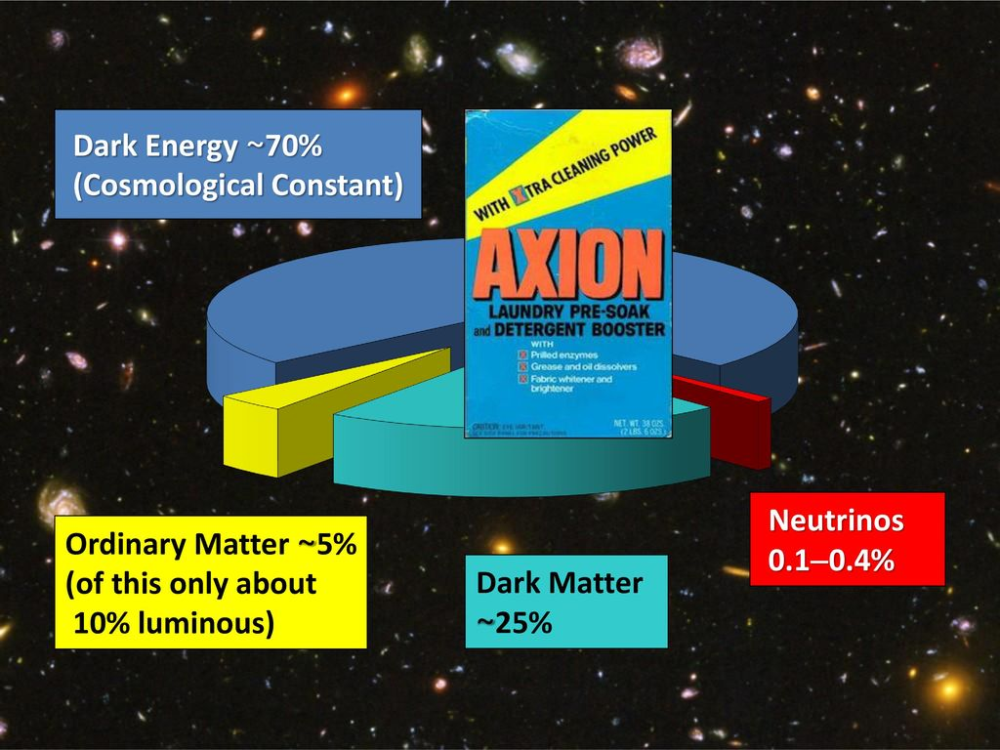 Dark Energy ~70%
(Cosmological Constant)
WITH XTRA CLEANING POWER
AXION
LAUNDRY PRE-SOAK
and DETERGENT BOOSTER
WITH
Prilled enzymes
Grease and oil dissolvers
Fabric whitener and
brightener
NET. WT. 38 OZS.
(2 LBS. 6 OZS.)
Neutrinos
0.1–0.4%
Ordinary Matter ~5%
(of this only about
10% luminous)
Dark Matter
~25%